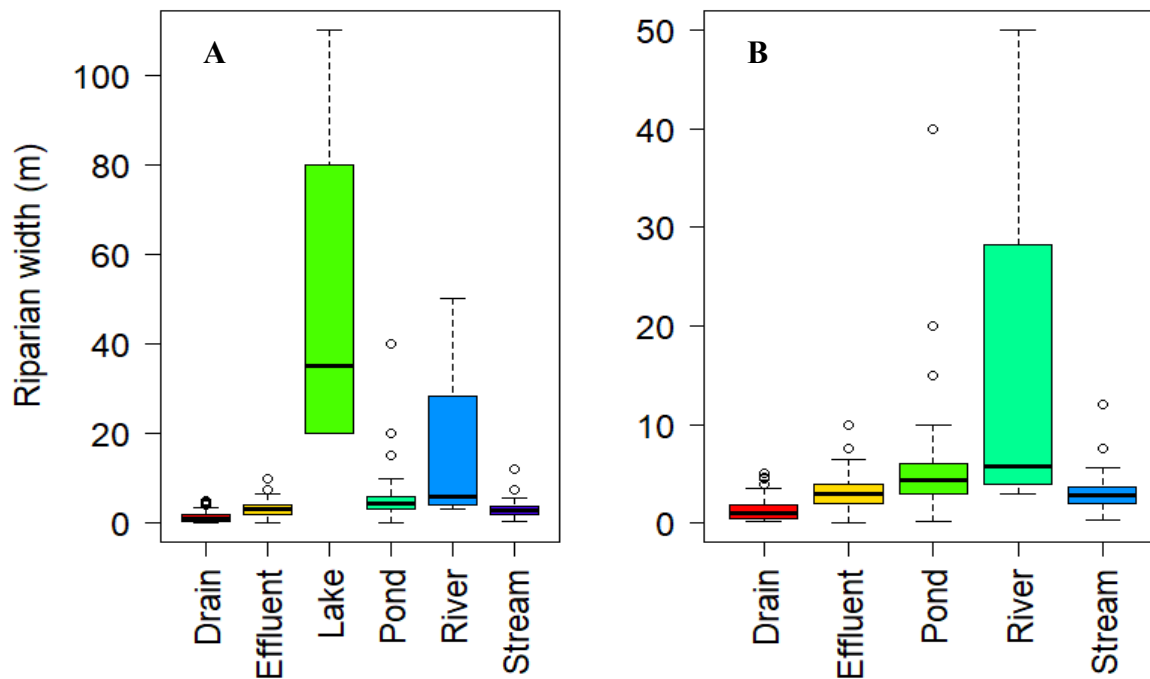 A
B
Riparian width (m)
100
80
60
40
20
0
50
40
30
20
10
0
Drain
Effluent
Lake
Pond
River
Stream
Drain
Effluent
Pond
River
Stream